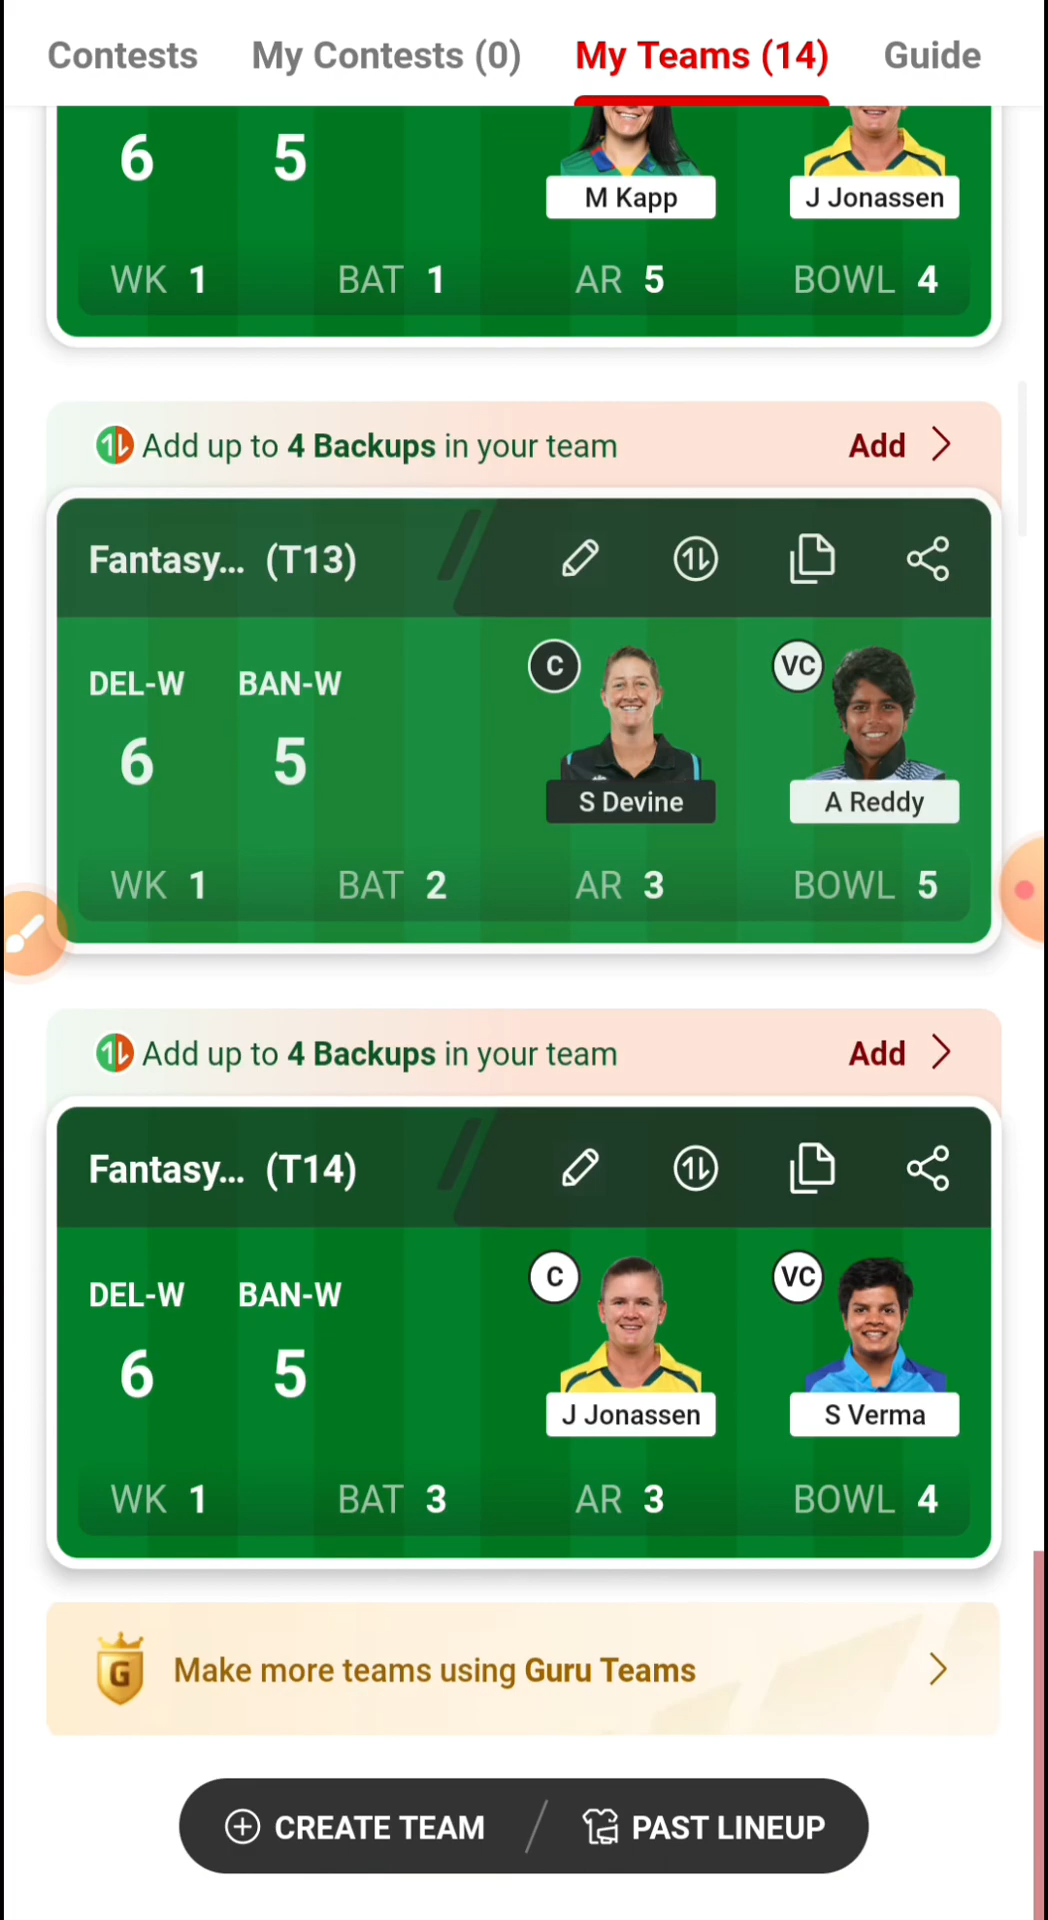 Contests My Contests (0) My Teams (14) Guide
6 5
M Kapp J Jonassen
WK 1 BAT 1 AR 5 BOWL 4
Add up to 4 Backups in your team Add
Fantasy... (T13)
DEL-W BAN-W C VC
6 5
S Devine A Reddy
WK 1 BAT 2 AR 3 BOWL 5
Add up to 4 Backups in your team Add
Fantasy... (T14)
DEL-W BAN-W C VC
6 5
J Jonassen S Verma
WK 1 BAT 3 AR 3 BOWL 4
G Make more teams using Guru Teams
CREATE TEAM PAST LINEUP